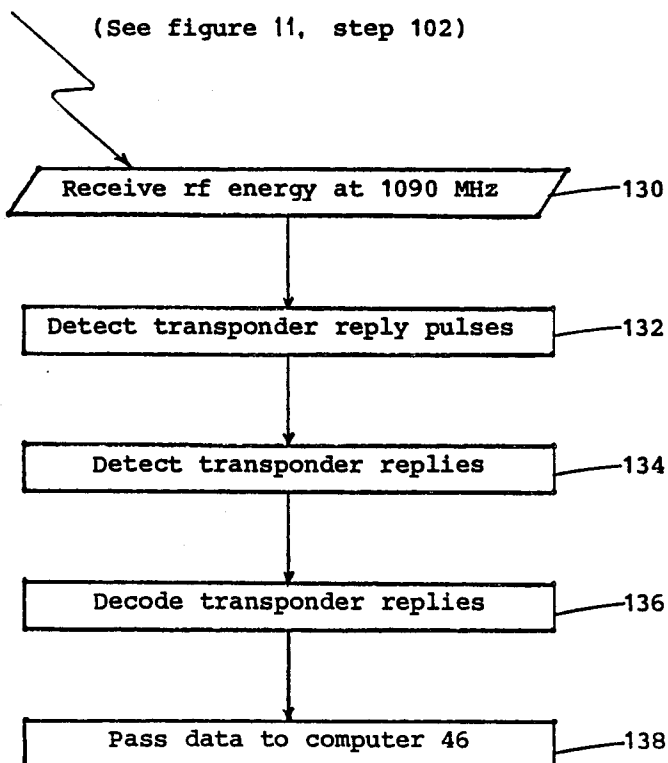 (See figure 11, step 102)
Receive rf energy at 1090 MHz 130
Detect transponder reply pulses 132
Detect transponder replies 134
Decode transponder replies 136
Pass data to computer 46 138